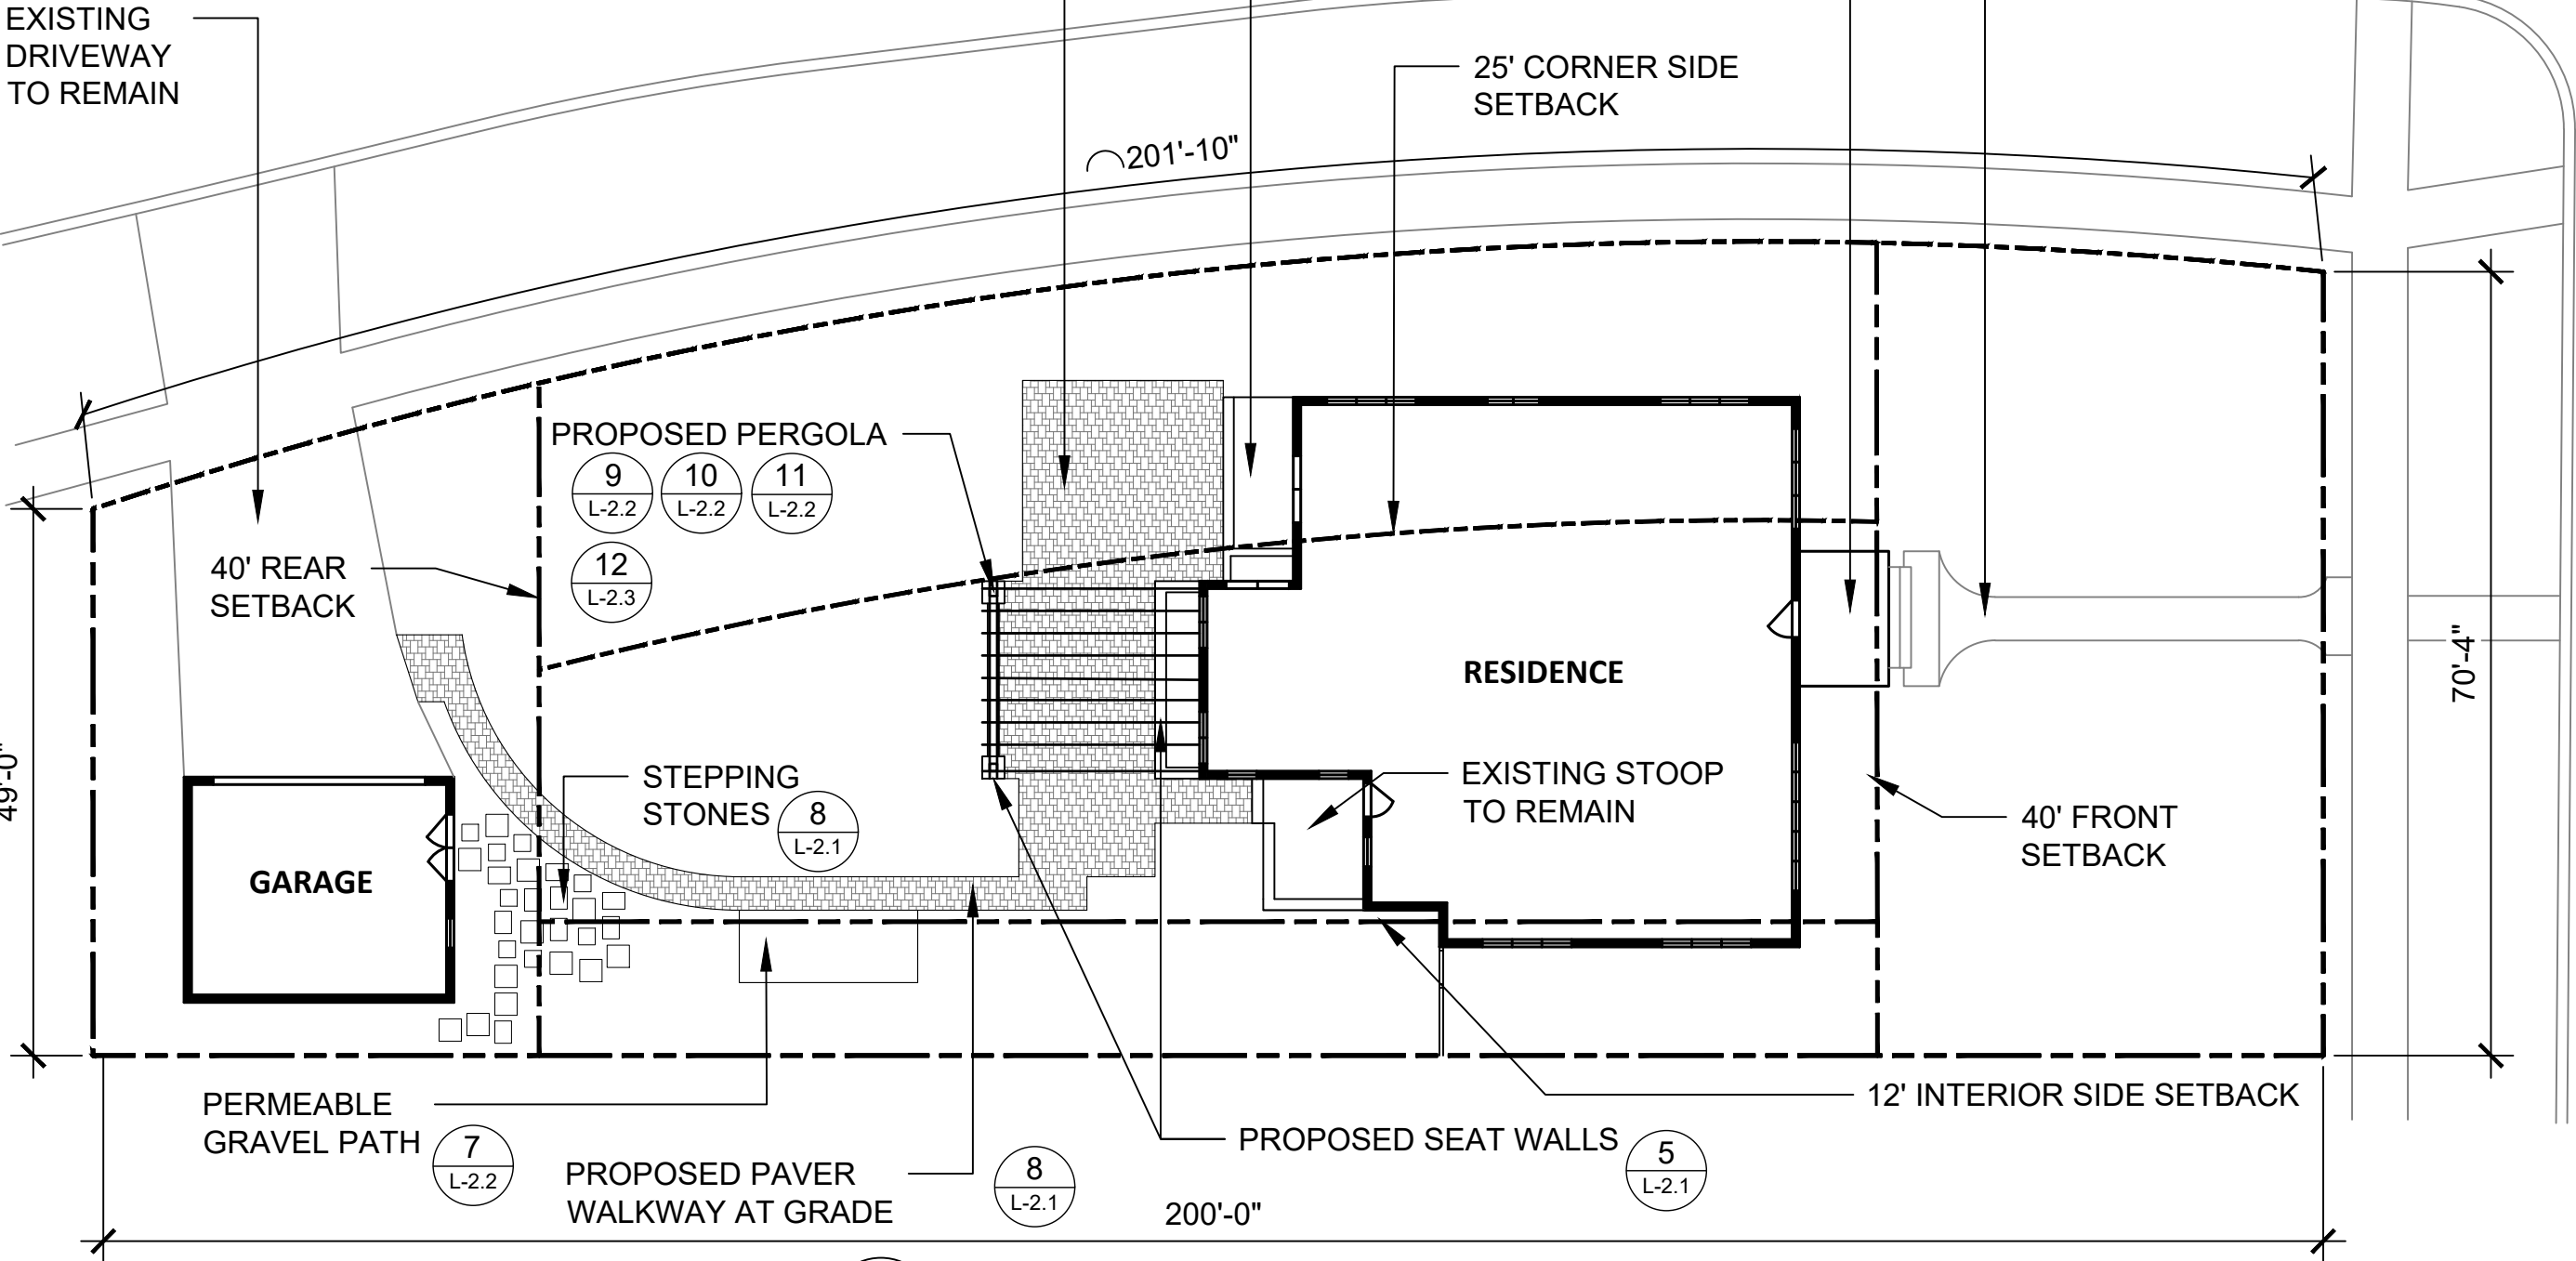 EXISTING
DRIVEWAY
TO REMAIN
25' CORNER SIDE
SETBACK
201'-10"
PROPOSED PERGOLA
9
L-2.2
10
L-2.2
11
L-2.2
12
L-2.3
40' REAR
SETBACK
RESIDENCE
70'-4"
49'-0"
STEPPING
STONES
8
L-2.1
EXISTING STOOP
TO REMAIN
40' FRONT
SETBACK
GARAGE
PERMEABLE
GRAVEL PATH
7
L-2.2
PROPOSED PAVER
WALKWAY AT GRADE
8
L-2.1
PROPOSED SEAT WALLS
5
L-2.1
12' INTERIOR SIDE SETBACK
200'-0"